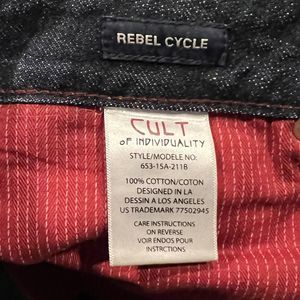 REBEL CYCLE
CULT
OF INDIVIDUALITY
STYLE/MODELE NO:
653-15A-211B
100% COTTON/COTON
DESIGNED IN LA
DESSIN A LOS ANGELES
US TRADEMARK 77502945
CARE INSTRUCTIONS
ON REVERSE
VOIR ENDOS POUR
INSTRCTIONS